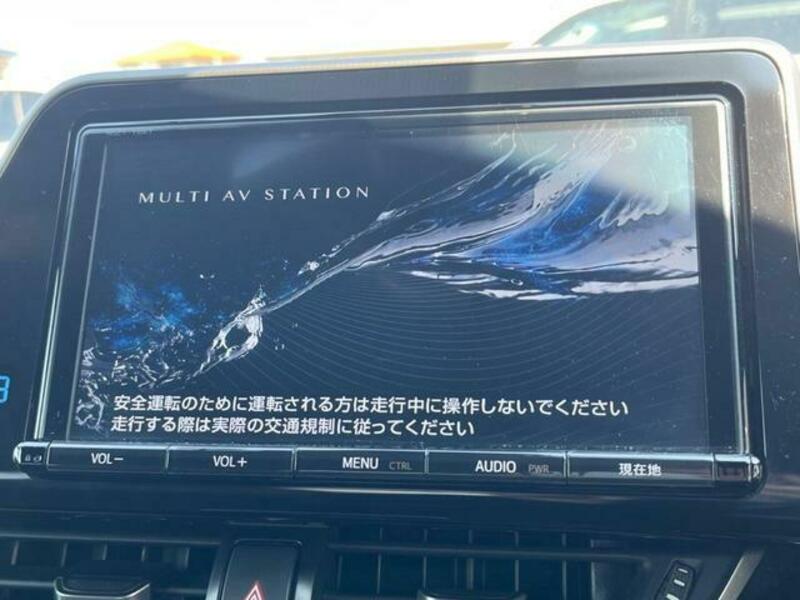 MULTI AV STATION
安全運転のために運転される方は走行中に操作しないでください
走行する際は実際の交通規制に従ってください
VOL− VOL+ MENU CTRL AUDIO PWR 現在地